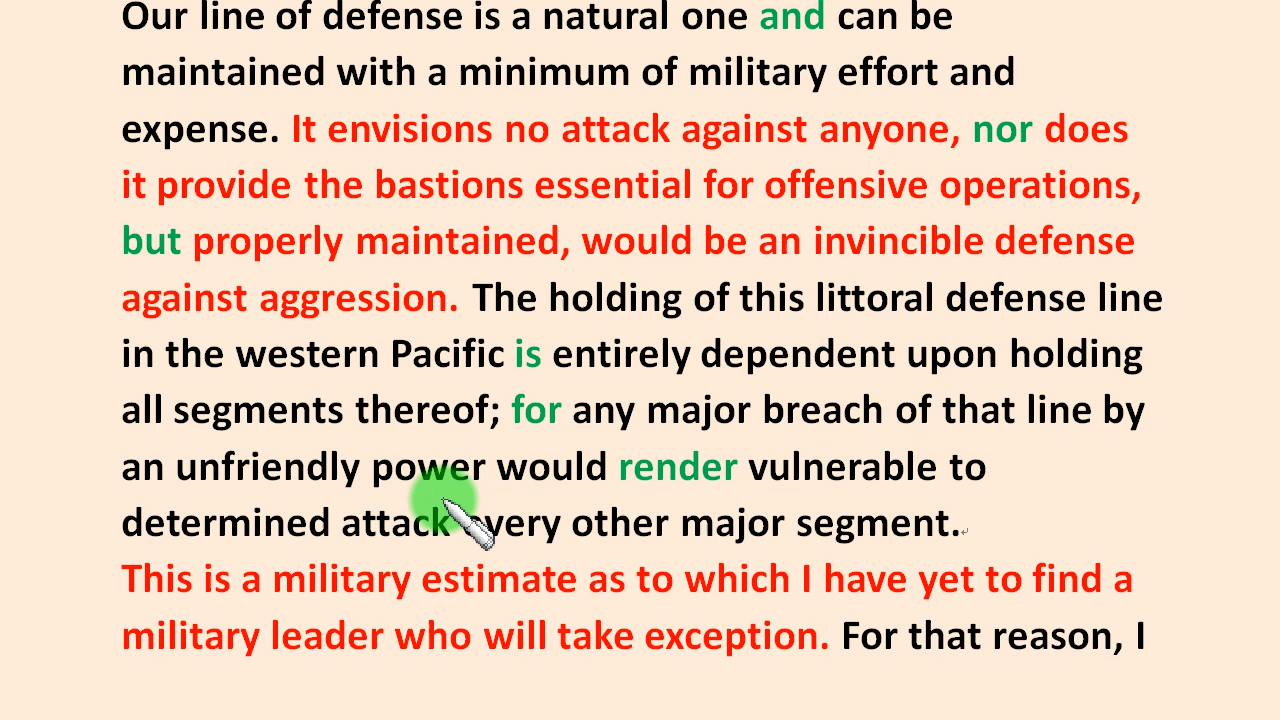 Our line of defense is a natural one and can be
maintained with a minimum of military effort and
expense. It envisions no attack against anyone, nor does
it provide the bastions essential for offensive operations,
but properly maintained, would be an invincible defense
against aggression. The holding of this littoral defense line
in the western Pacific is entirely dependent upon holding
all segments thereof; for any major breach of that line by
an unfriendly power would render vulnerable to
determined attack every other major segment.
This is a military estimate as to which I have yet to find a
military leader who will take exception. For that reason, I